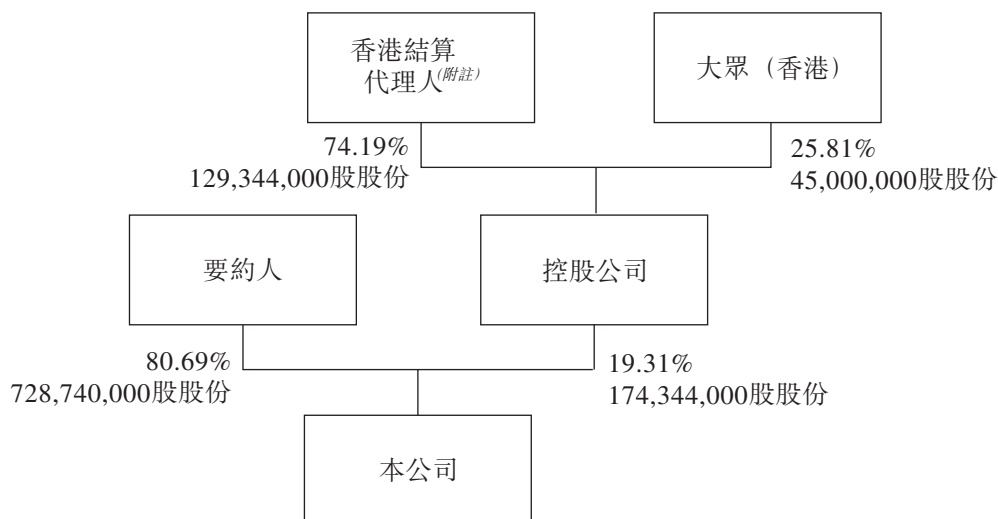 香港結算
代理人(附註)
大眾（香港）
74.19%
129,344,000股股份
25.81%
45,000,000股股份
要約人
控股公司
80.69%
728,740,000股股份
19.31%
174,344,000股股份
本公司